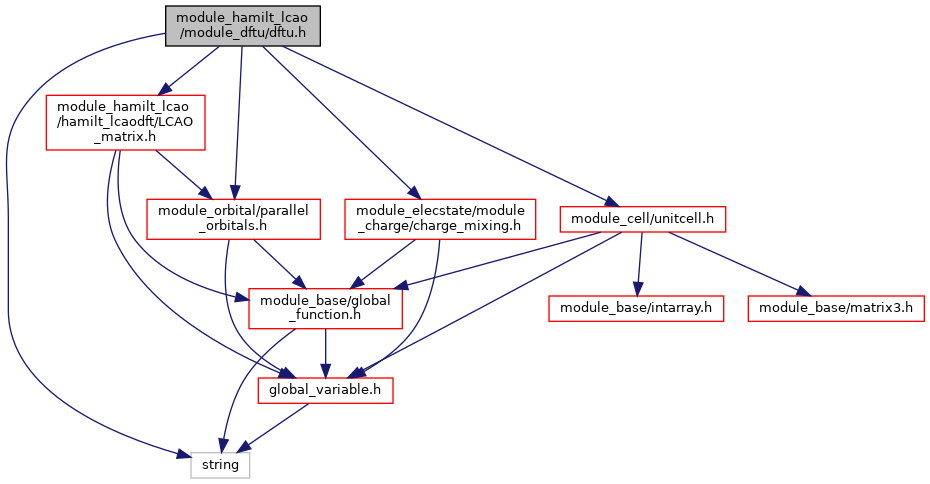 module_hamilt_lcao
/module_dftu/dftu.h
module_hamilt_lcao
/hamilt_lcaodft/LCAO
_matrix.h
module_orbital/parallel
_orbitals.h
module_elecstate/module
_charge/charge_mixing.h
module_cell/unitcell.h
module_base/global
_function.h
module_base/intarray.h
module_base/matrix3.h
global_variable.h
string